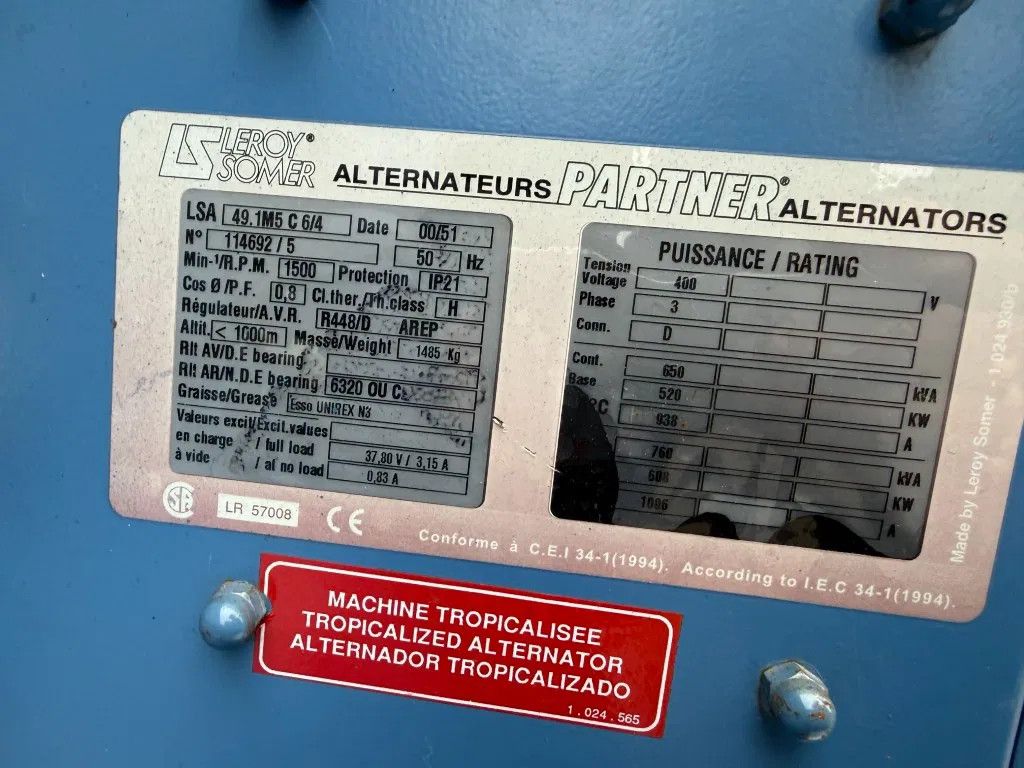 LEROY® SOMER
ALTERNATEURS PARTNER® ALTERNATORS
LSA 49.1M5 C 6/4 Date 00/51
N° 114692 / 5 50 Hz
Min-¹/R.P.M. 1500 Protection IP21
Cos Ø /P.F. 0,8 Cl.ther./Th.class H
Régulateur/A.V.R. R448/D AREP
Altit. < 1000m Masse/Weight 1485 Kg
Rlt AV/D.E bearing
Rlt AR/N.D.E bearing 6320 OU
Graisse/Grease Esso UNIREX N3
Valeurs excit/Excit.values
en charge / full load 37,80 V / 3,15 A
à vide / at no load 0,83 A
PUISSANCE / RATING
Tension
Voltage 400 V
Phase 3
Conn. D
Cont. 650 kVA
Base 520 KW
938 A
760 kVA
608 KW
1096 A
LR 57008 CE
Conforme à C.E.I 34-1(1994). According to I.E.C 34-1(1994).
Made by Leroy Somer - 1 024 930/b
MACHINE TROPICALISEE
TROPICALIZED ALTERNATOR
ALTERNADOR TROPICALIZADO
1 . 024 . 565